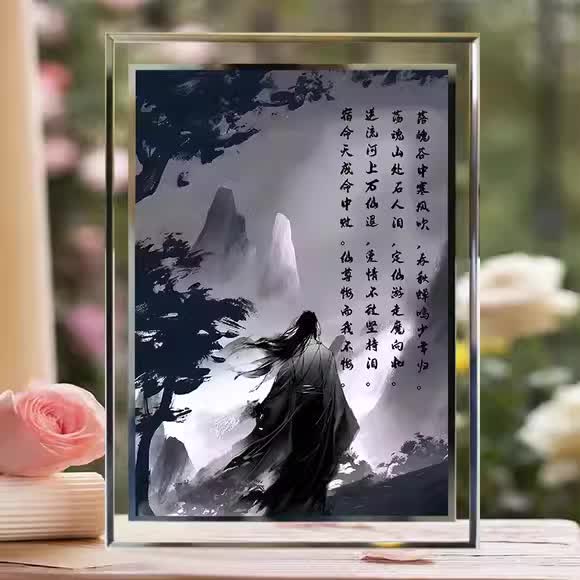 落魄谷中寒风吹,春秋蝉鸣少年归。
荡魂山处石人泪,定仙游走魔向北。
逆流河上万仙退,爱情不敌坚持泪。
宿命天成命中败。仙尊悔而我不悔。